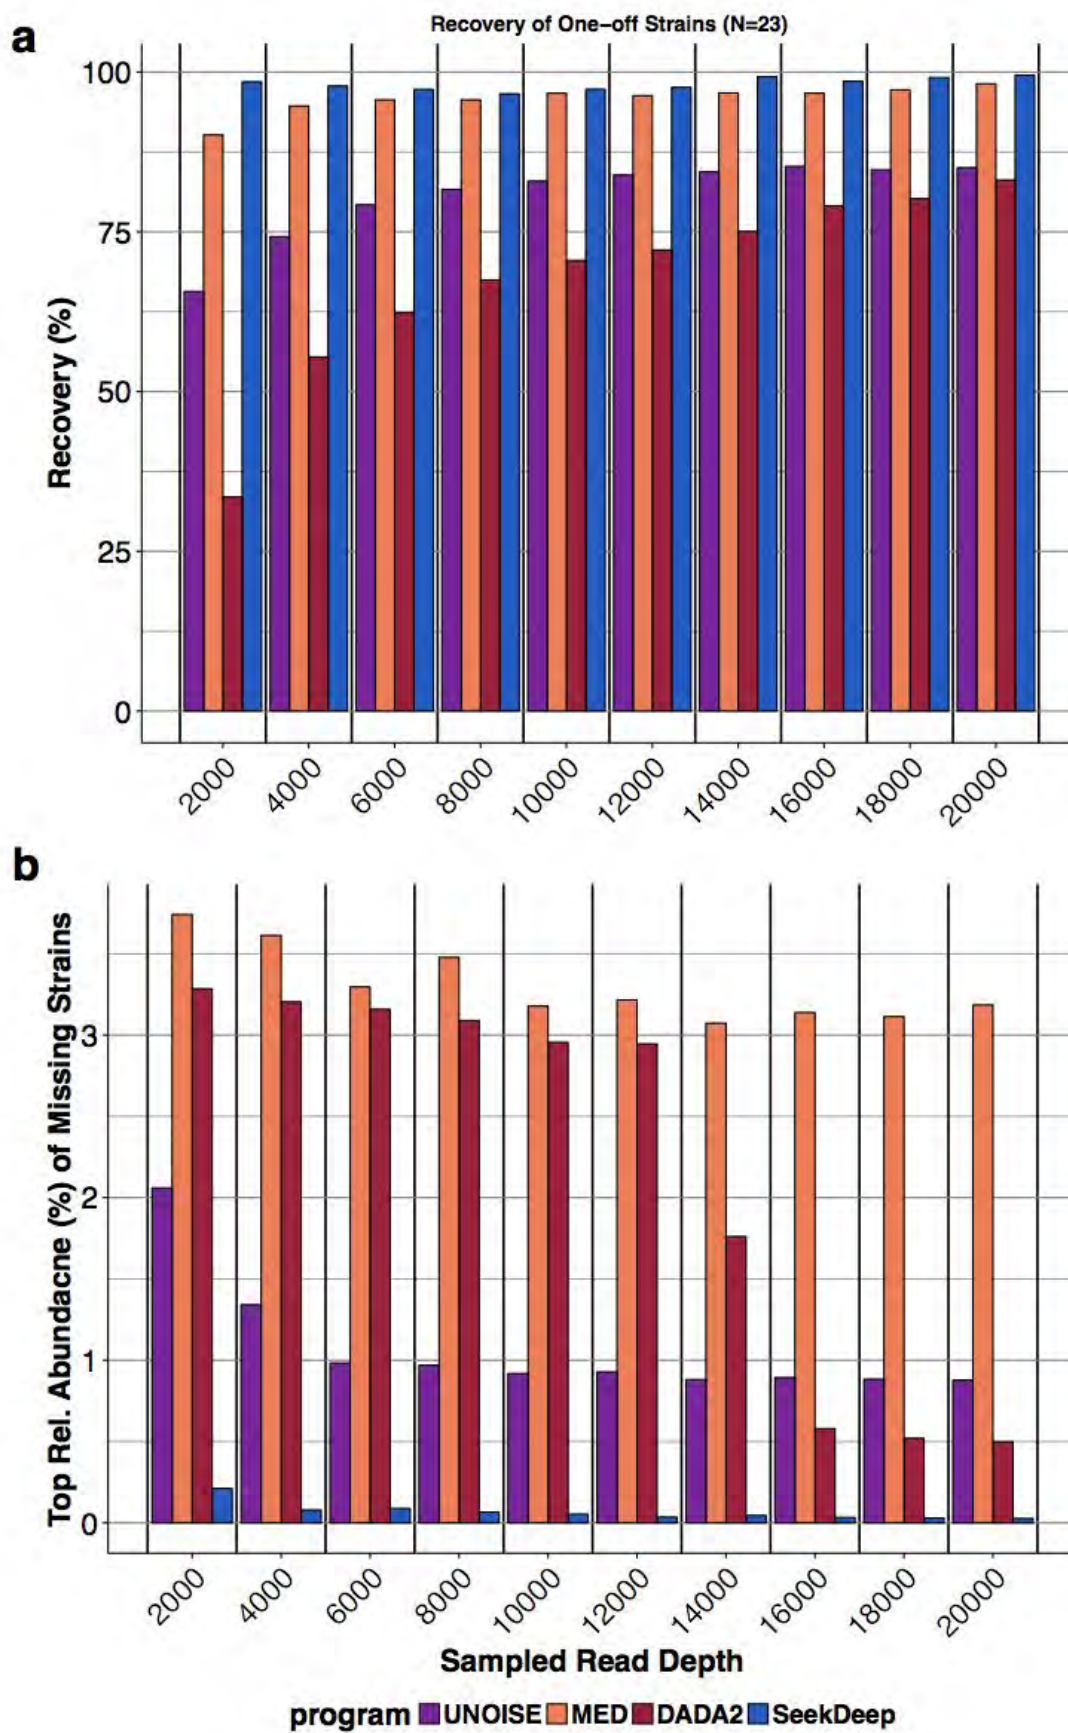 a
Recovery of One-off Strains (N=23)
100
75
50
25
0
Recovery (%)
2000 4000 6000 8000 10000 12000 14000 16000 18000 20000
b
Top Rel. Abundacne (%) of Missing Strains
3
2
1
0
2000 4000 6000 8000 10000 12000 14000 16000 18000 20000
Sampled Read Depth
program UNOISE MED DADA2 SeekDeep